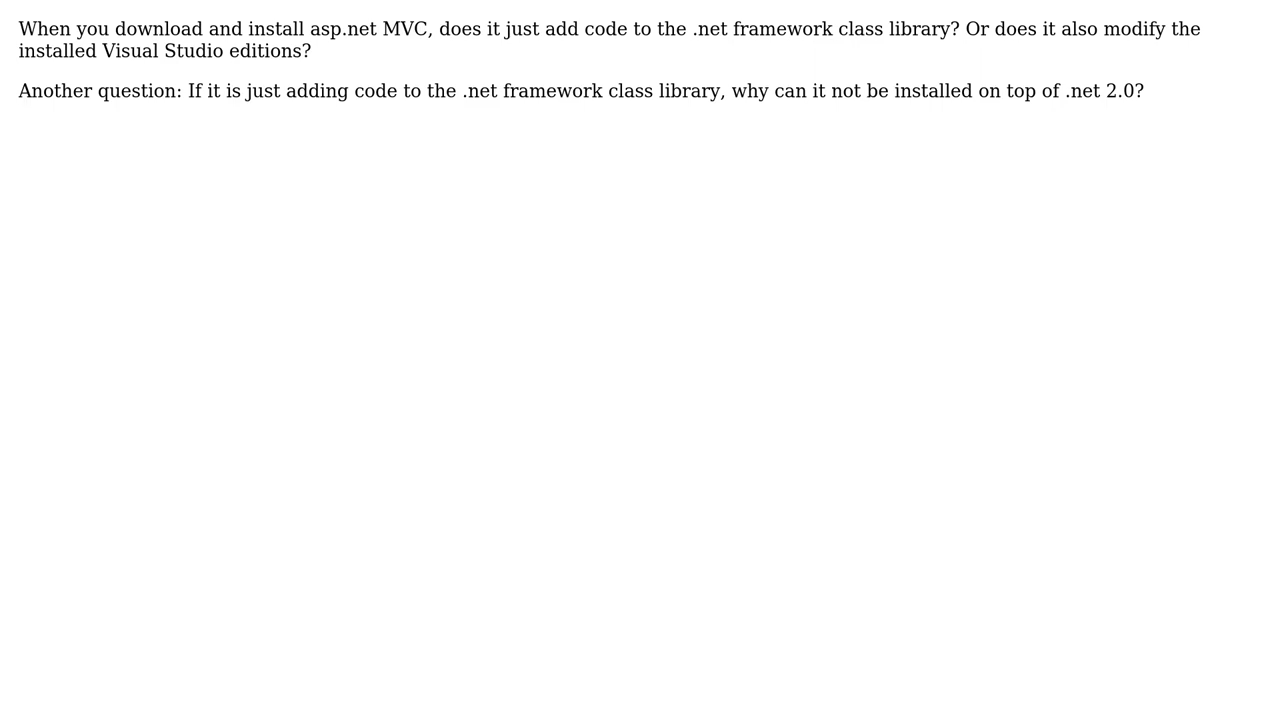 When you download and install asp.net MVC, does it just add code to the .net framework class library? Or does it also modify the
installed Visual Studio editions?
Another question: If it is just adding code to the .net framework class library, why can it not be installed on top of .net 2.0?